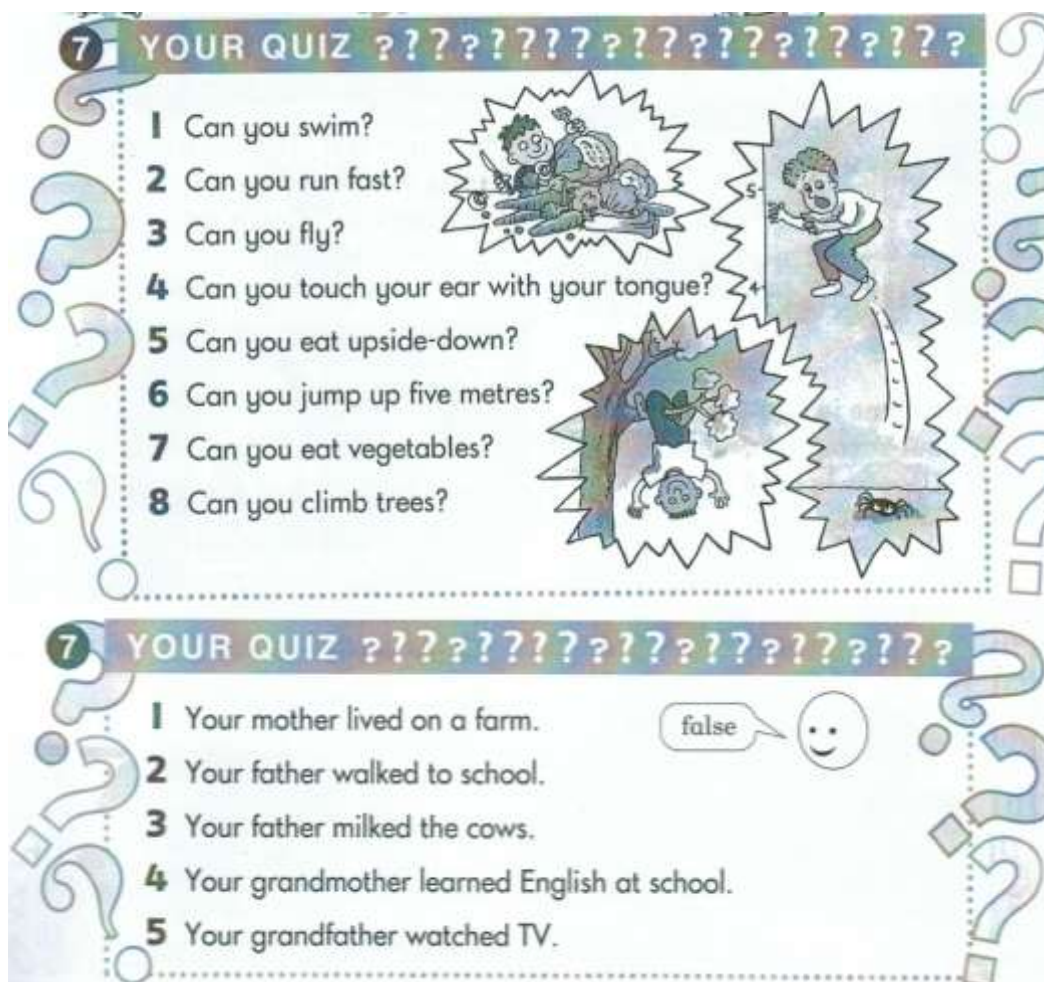 7 YOUR QUIZ ?????????????????????
1 Can you swim?
2 Can you run fast?
3 Can you fly?
4 Can you touch your ear with your tongue?
5 Can you eat upside-down?
6 Can you jump up five metres?
7 Can you eat vegetables?
8 Can you climb trees?
5
4
7 YOUR QUIZ ?????????????????????
1 Your mother lived on a farm.
false
2 Your father walked to school.
3 Your father milked the cows.
4 Your grandmother learned English at school.
5 Your grandfather watched TV.